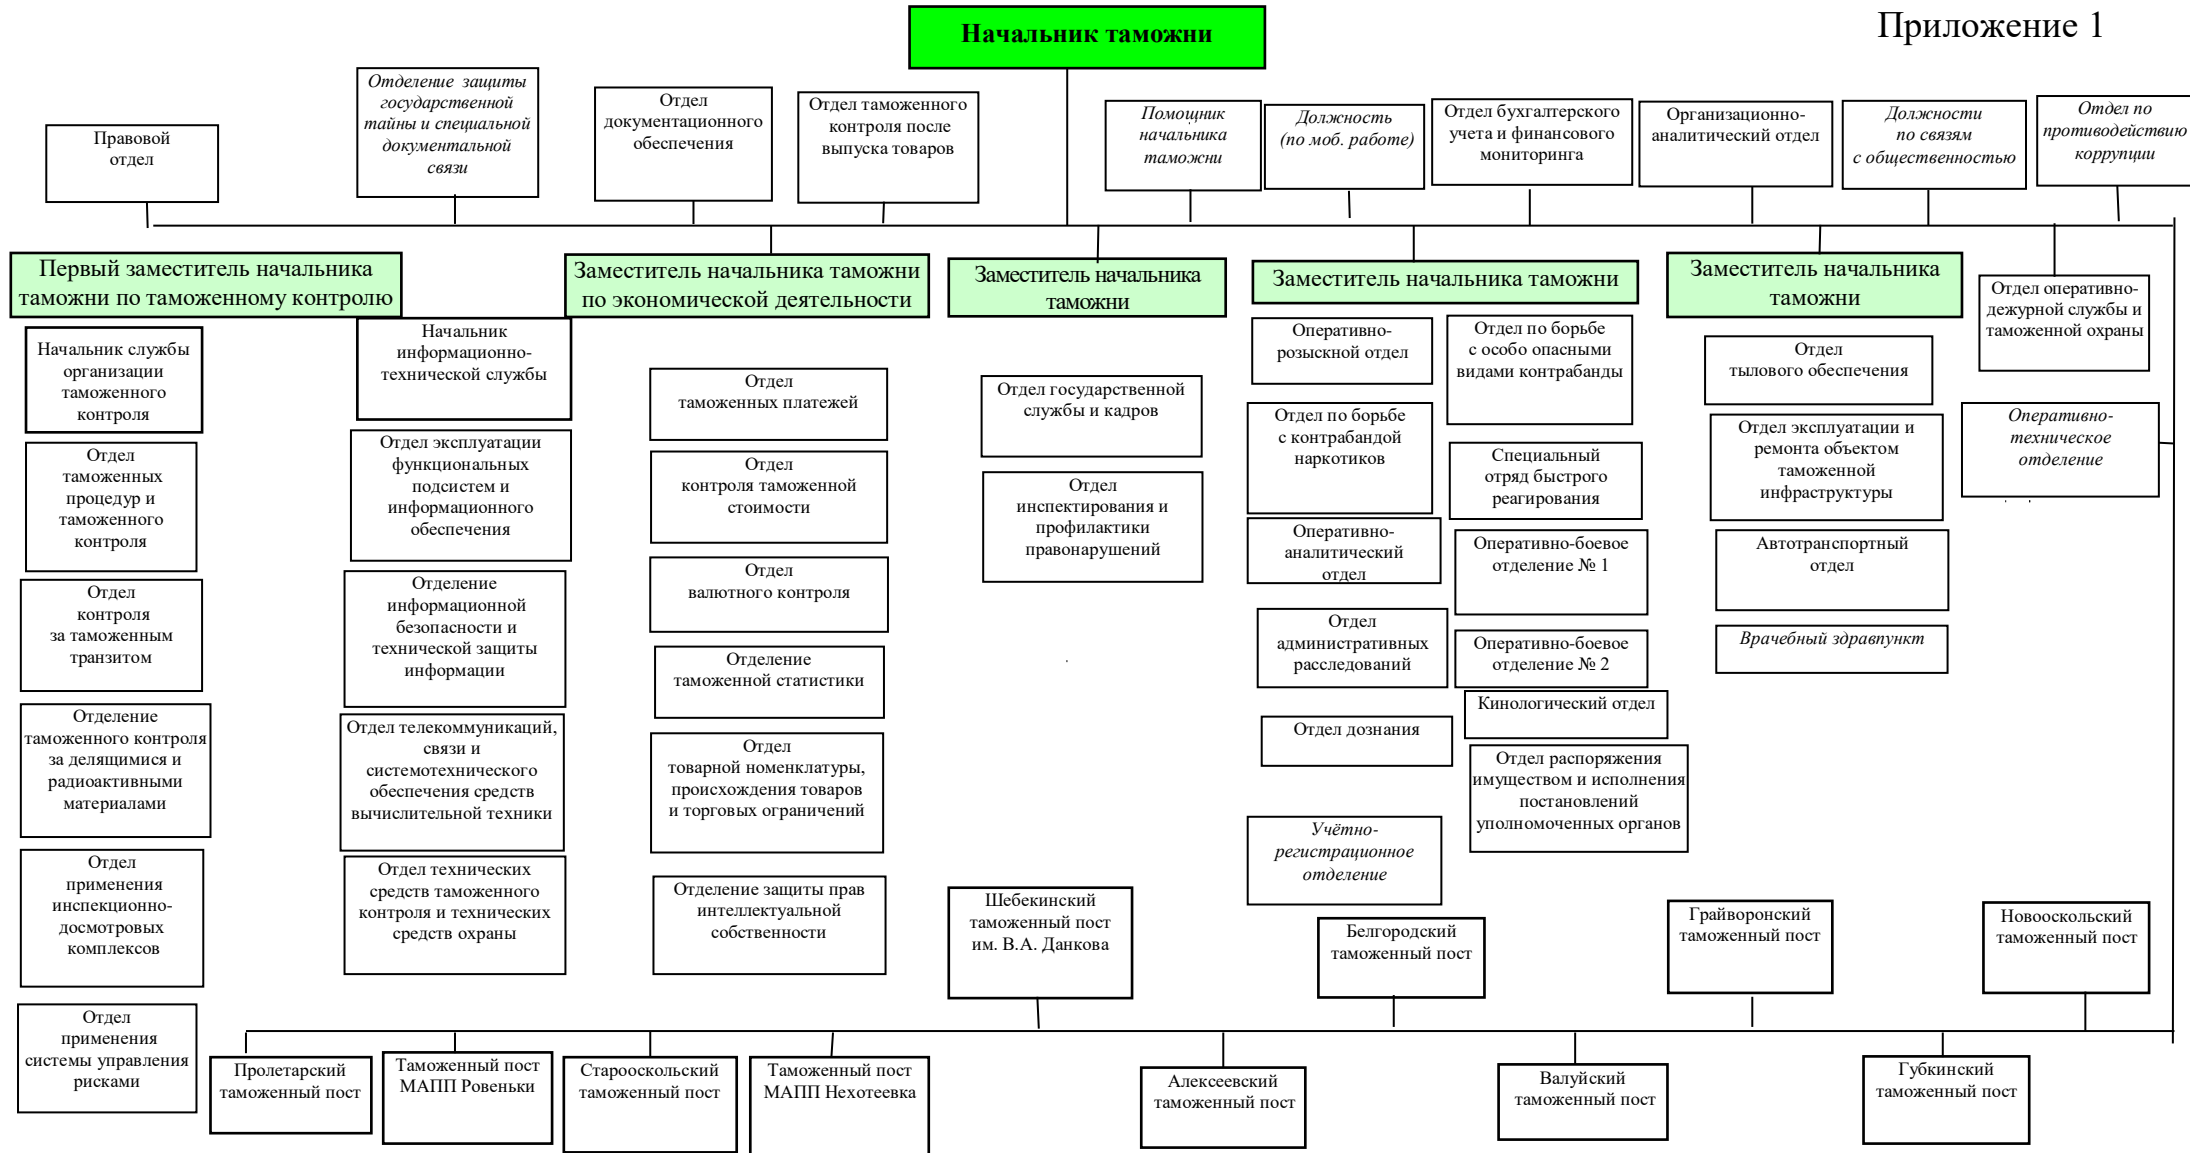 Приложение 1
Начальник таможни
Правовой
отдел
Отделение защиты
государственной
тайны и специальной
документальной
связи
Отдел
документационного
обеспечения
Отдел таможенного
контроля после
выпуска товаров
Помощник
начальника
таможни
Должность
(по моб. работе)
Отдел бухгалтерского
учета и финансового
мониторинга
Организационно-
аналитический отдел
Должности
по связям
с общественностью
Отдел по
противодействию
коррупции
Первый заместитель начальника
таможни по таможенному контролю
Заместитель начальника таможни
по экономической деятельности
Заместитель начальника
таможни
Заместитель начальника таможни
Заместитель начальника
таможни
Отдел оперативно-
дежурной службы и
таможенной охраны
Оперативно-
техническое
отделение
Начальник службы
организации
таможенного
контроля
Отдел
таможенных
процедур и
таможенного
контроля
Отдел
контроля
за таможенным
транзитом
Отделение
таможенного контроля
за делящимися и
радиоактивными
материалами
Отдел
применения
инспекционно-
досмотровых
комплексов
Отдел
применения
системы управления
рисками
Начальник
информационно-
технической службы
Отдел эксплуатации
функциональных
подсистем и
информационного
обеспечения
Отделение
информационной
безопасности и
технической защиты
информации
Отдел телекоммуникаций,
связи и
системотехнического
обеспечения средств
вычислительной техники
Отдел технических
средств таможенного
контроля и технических
средств охраны
Отдел
таможенных платежей
Отдел
контроля таможенной
стоимости
Отдел
валютного контроля
Отделение
таможенной статистики
Отдел
товарной номенклатуры,
происхождения товаров
и торговых ограничений
Отделение защиты прав
интеллектуальной
собственности
Отдел государственной
службы и кадров
Отдел
инспектирования и
профилактики
правонарушений
Оперативно-
розыскной отдел
Отдел по борьбе
с контрабандой
наркотиков
Оперативно-
аналитический
отдел
Отдел
административных
расследований
Отдел дознания
Учётно-
регистрационное
отделение
Отдел по борьбе
с особо опасными
видами контрабанды
Специальный
отряд быстрого
реагирования
Оперативно-боевое
отделение № 1
Оперативно-боевое
отделение № 2
Кинологический отдел
Отдел распоряжения
имуществом и исполнения
постановлений
уполномоченных органов
Отдел
тылового обеспечения
Отдел эксплуатации и
ремонта объектом
таможенной
инфраструктуры
Автотранспортный
отдел
Врачебный здравпункт
Шебекинский
таможенный пост
им. В.А. Данкова
Белгородский
таможенный пост
Грайворонский
таможенный пост
Новооскольский
таможенный пост
Пролетарский
таможенный пост
Таможенный пост
МАПП Ровеньки
Старооскольский
таможенный пост
Таможенный пост
МАПП Нехотеевка
Алексеевский
таможенный пост
Валуйский
таможенный пост
Губкинский
таможенный пост